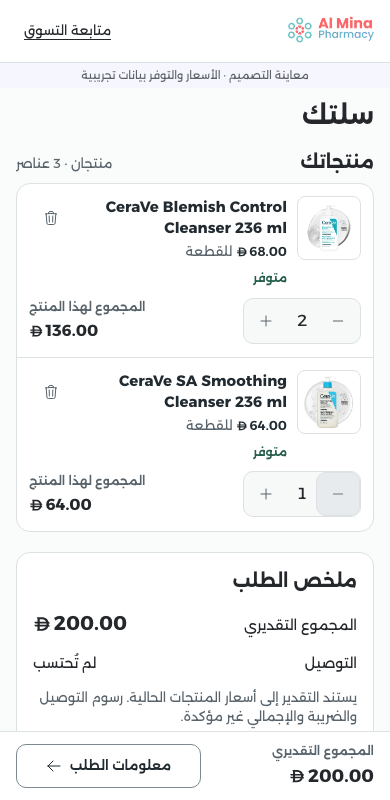 Al Mina
Pharmacy
متابعة التسوق
معاينة التصميم · الأسعار والتوفر بيانات تجريبية
سلتك
منتجاتك
منتجان · 3 عناصر
CeraVe Blemish Control
Cleanser 236 ml
68.00 للقطعة
متوفر
2
المجموع لهذا المنتج
136.00
CeraVe SA Smoothing
Cleanser 236 ml
64.00 للقطعة
متوفر
1
المجموع لهذا المنتج
64.00
ملخص الطلب
المجموع التقديري
200.00
التوصيل
لم تُحتسب
يستند التقدير إلى أسعار المنتجات الحالية. رسوم التوصيل
والضريبة والإجمالي غير مؤكدة.
المجموع التقديري
200.00
معلومات الطلب